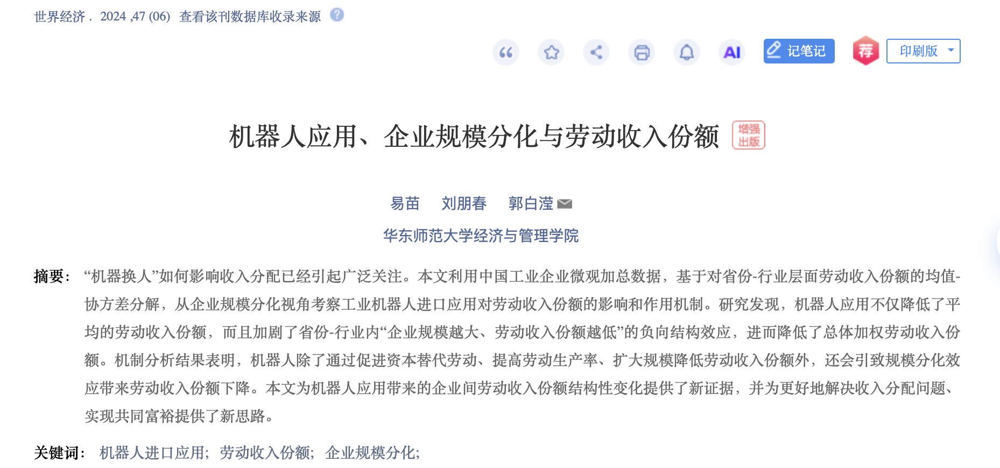 世界经济． 2024 ,47 (06) 查看该刊数据库收录来源 ?
AI 记笔记 荐 印刷版
机器人应用、企业规模分化与劳动收入份额 增强出版
易苗 刘朋春 郭白滢
华东师范大学经济与管理学院
摘要： “机器换人”如何影响收入分配已经引起广泛关注。本文利用中国工业企业微观加总数据，基于对省份-行业层面劳动收入份额的均值-
协方差分解，从企业规模分化视角考察工业机器人进口应用对劳动收入份额的影响和作用机制。研究发现，机器人应用不仅降低了平
均的劳动收入份额，而且加剧了省份-行业内“企业规模越大、劳动收入份额越低”的负向结构效应，进而降低了总体加权劳动收入份
额。机制分析结果表明，机器人除了通过促进资本替代劳动、提高劳动生产率、扩大规模降低劳动收入份额外，还会引致规模分化效
应带来劳动收入份额下降。本文为机器人应用带来的企业间劳动收入份额结构性变化提供了新证据，并为更好地解决收入分配问题、
实现共同富裕提供了新思路。
关键词： 机器人进口应用; 劳动收入份额; 企业规模分化;